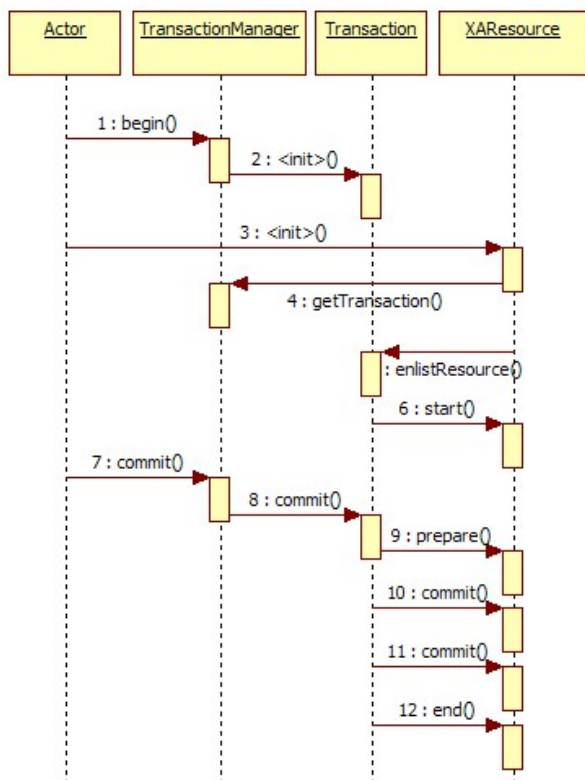 Actor
TransactionManager
Transaction
XAResource
1 : begin()
2 : <init>()
3 : <init>()
4 : getTransaction()
: enlistResource()
6 : start()
7 : commit()
8 : commit()
9 : prepare()
10 : commit()
11 : commit()
12 : end()